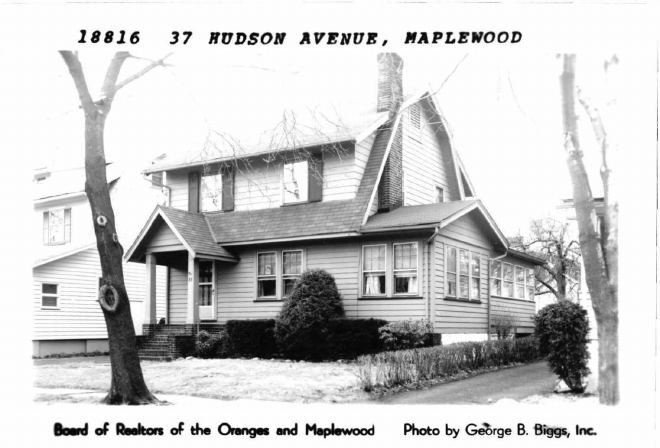 18816 37 HUDSON AVENUE, MAPLEWOOD
Board of Realtors of the Oranges and Maplewood Photo by George B. Biggs, Inc.